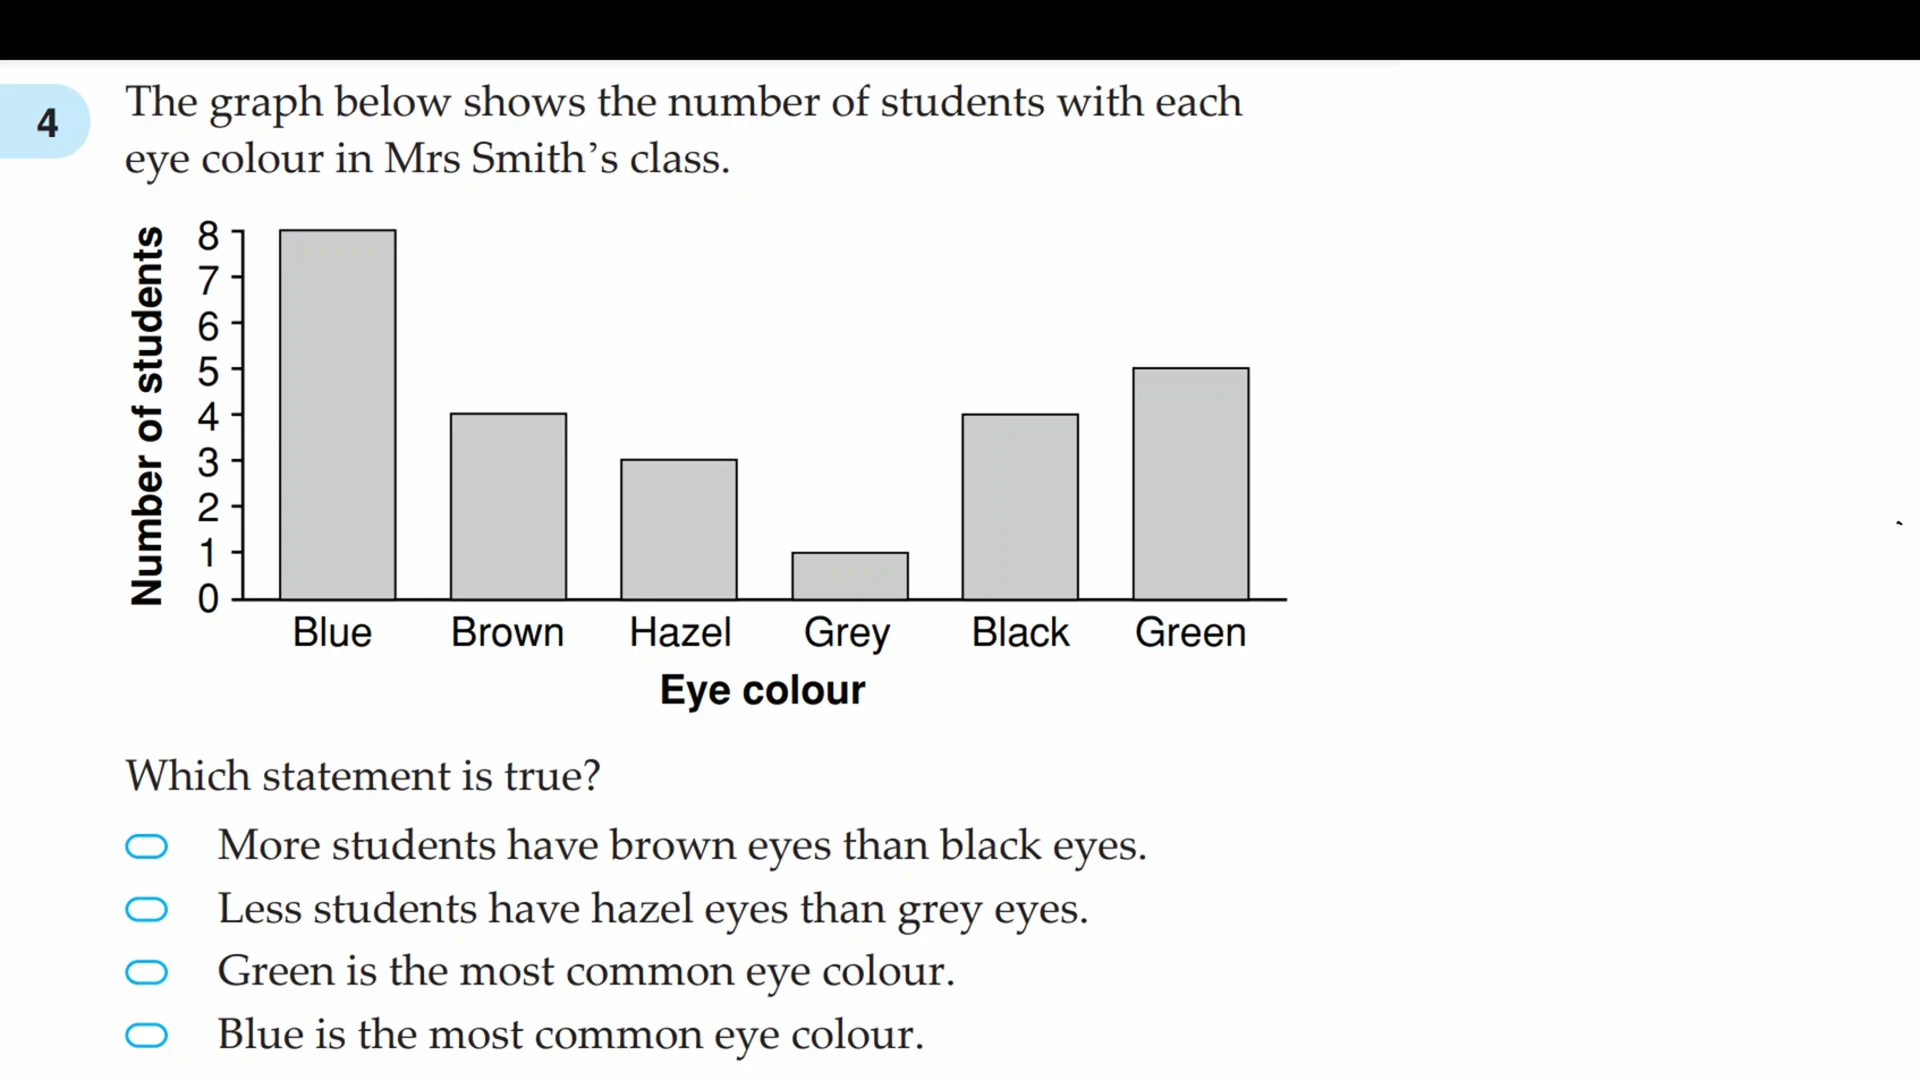 4
The graph below shows the number of students with each
eye colour in Mrs Smith's class.
Number of students
8
7
6
5
4
3
2
1
0
Blue Brown Hazel Grey Black Green
Eye colour
Which statement is true?
More students have brown eyes than black eyes.
Less students have hazel eyes than grey eyes.
Green is the most common eye colour.
Blue is the most common eye colour.